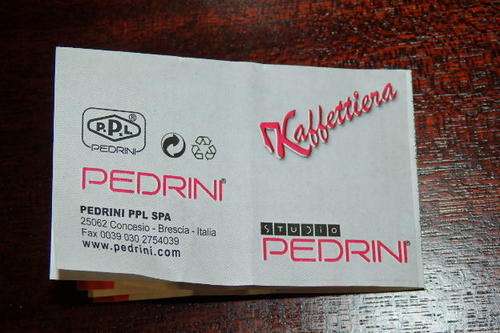 P.P.L ®
PEDRINI
PEDRINI®
PEDRINI PPL SPA
25062 Concesio - Brescia - Italia
Fax 0039 030 2754039
www.pedrini.com
Kaffettiera
STUDIO
PEDRINI®